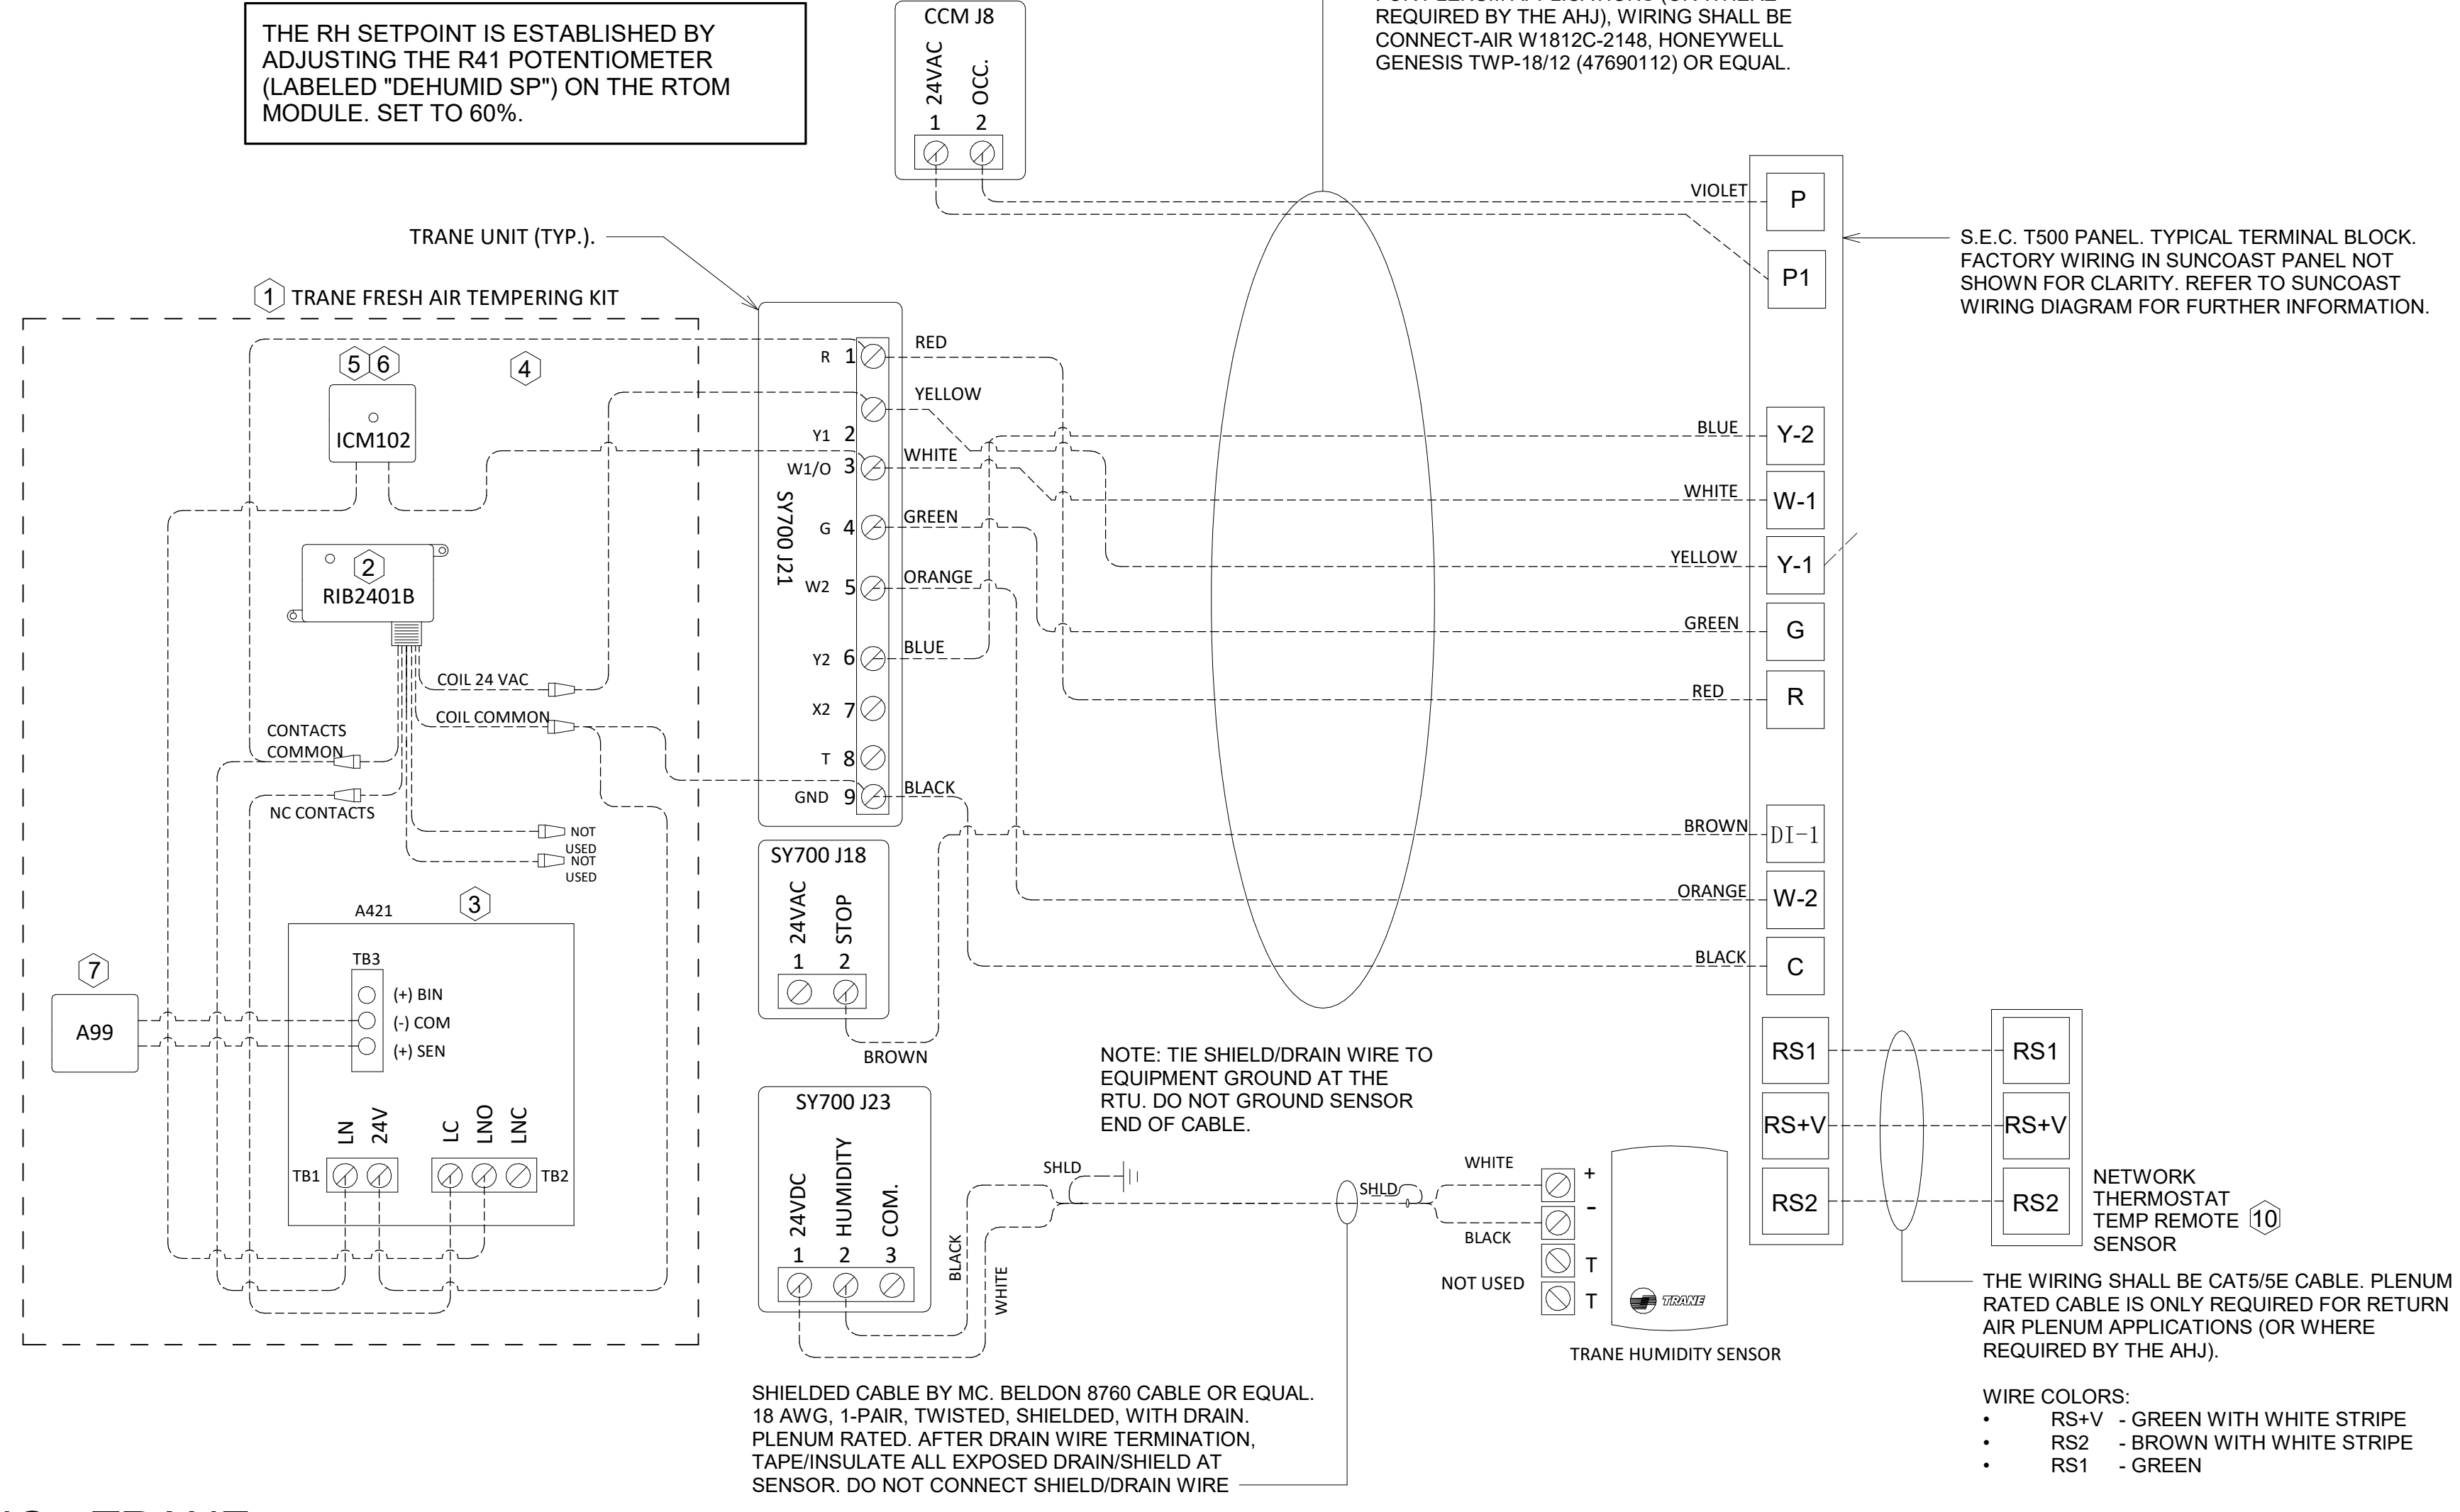 THE RH SETPOINT IS ESTABLISHED BY
ADJUSTING THE R41 POTENTIOMETER
(LABELED "DEHUMID SP") ON THE RTOM
MODULE. SET TO 60%.
CCM J8
24VAC
OCC.
1 2
REQUIRED BY THE AHJ), WIRING SHALL BE
CONNECT-AIR W1812C-2148, HONEYWELL
GENESIS TWP-18/12 (47690112) OR EQUAL.
TRANE UNIT (TYP.).
1 TRANE FRESH AIR TEMPERING KIT
5 6
4
ICM102
2
RIB2401B
COIL 24 VAC
COIL COMMON
CONTACTS
COMMON
NC CONTACTS
NOT
USED
NOT
USED
3
A421
7
A99
TB3
(+) BIN
(-) COM
(+) SEN
LN
24V
LC
LNO
LNC
TB1
TB2
SY700 J21
R 1
Y1 2
W1/O 3
G 4
W2 5
Y2 6
X2 7
T 8
GND 9
RED
YELLOW
WHITE
GREEN
ORANGE
BLUE
BLACK
SY700 J18
24VAC
STOP
1 2
BROWN
SY700 J23
24VDC
HUMIDITY
COM.
1 2 3
BLACK
WHITE
NOTE: TIE SHIELD/DRAIN WIRE TO
EQUIPMENT GROUND AT THE
RTU. DO NOT GROUND SENSOR
END OF CABLE.
SHLD
SHLD
WHITE
BLACK
NOT USED
+
-
T
T
TRANE
TRANE HUMIDITY SENSOR
SHIELDED CABLE BY MC. BELDON 8760 CABLE OR EQUAL.
18 AWG, 1-PAIR, TWISTED, SHIELDED, WITH DRAIN.
PLENUM RATED. AFTER DRAIN WIRE TERMINATION,
TAPE/INSULATE ALL EXPOSED DRAIN/SHIELD AT
SENSOR. DO NOT CONNECT SHIELD/DRAIN WIRE
VIOLET
P
P1
BLUE
Y-2
WHITE
W-1
YELLOW
Y-1
GREEN
G
RED
R
BROWN
DI-1
ORANGE
W-2
BLACK
C
RS1
RS+V
RS2
RS1
RS+V
RS2
S.E.C. T500 PANEL. TYPICAL TERMINAL BLOCK.
FACTORY WIRING IN SUNCOAST PANEL NOT
SHOWN FOR CLARITY. REFER TO SUNCOAST
WIRING DIAGRAM FOR FURTHER INFORMATION.
NETWORK
THERMOSTAT
TEMP REMOTE 10
SENSOR
THE WIRING SHALL BE CAT5/5E CABLE. PLENUM
RATED CABLE IS ONLY REQUIRED FOR RETURN
AIR PLENUM APPLICATIONS (OR WHERE
REQUIRED BY THE AHJ).
WIRE COLORS:
• RS+V - GREEN WITH WHITE STRIPE
• RS2 - BROWN WITH WHITE STRIPE
• RS1 - GREEN